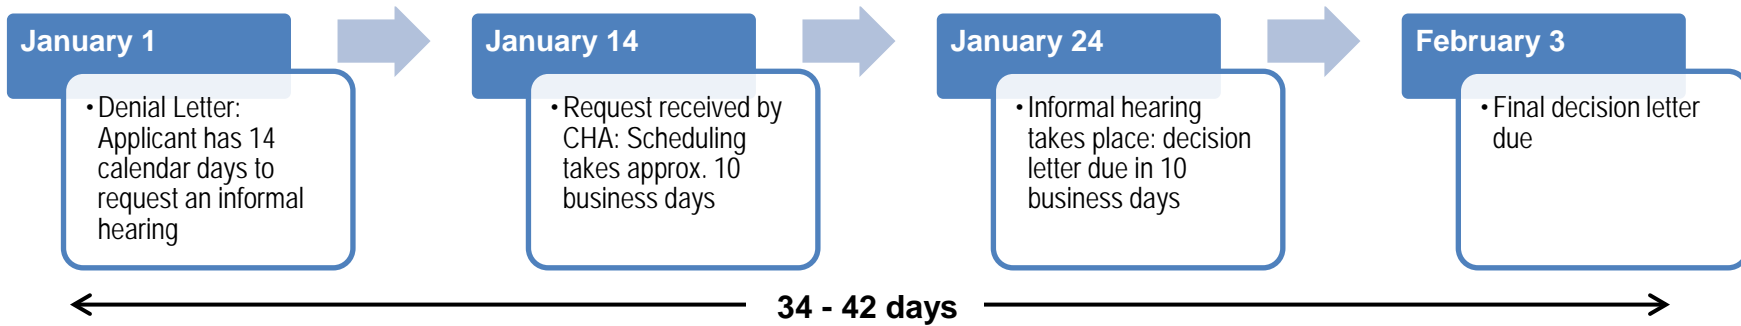 January 1
• Denial Letter:
Applicant has 14
calendar days to
request an informal
hearing
January 14
• Request received by
CHA: Scheduling
takes approx. 10
business days
January 24
• Informal hearing
takes place: decision
letter due in 10
business days
February 3
• Final decision letter
due
34 - 42 days